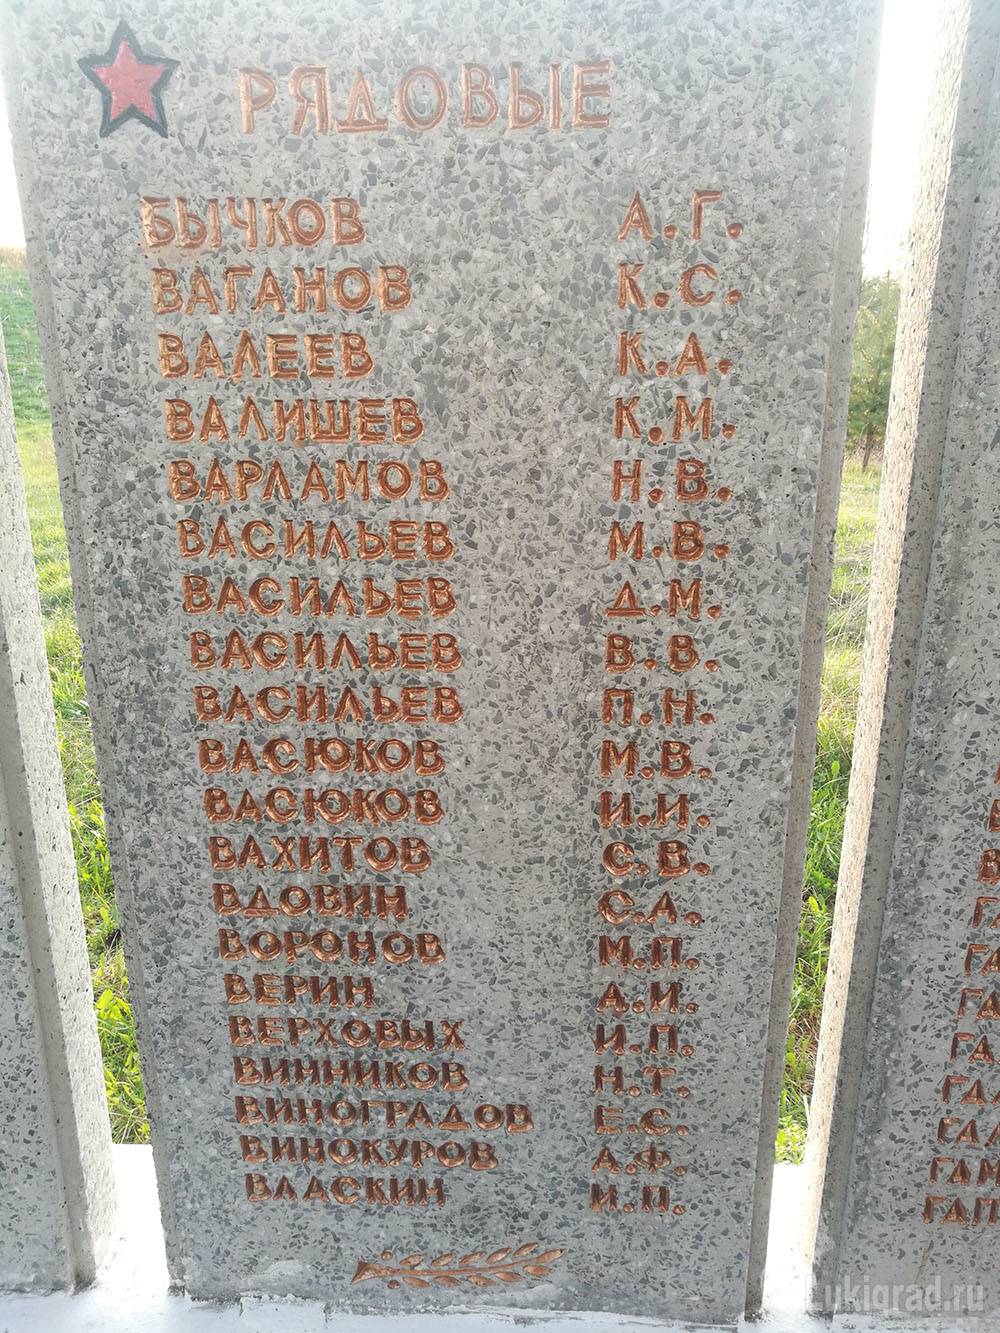 РЯДОВЫЕ
БЫЧКОВ А.Г.
ВАГАНОВ К.С.
ВАЛЕЕВ К.А.
ВАЛИШЕВ К.М.
ВАРЛАМОВ Н.В.
ВАСИЛЬЕВ М.В.
ВАСИЛЬЕВ Д.М.
ВАСИЛЬЕВ В.В.
ВАСИЛЬЕВ П.Н.
ВАСЮКОВ М.В.
ВАСЮКОВ И.И.
ВАХИТОВ С.В.
ВДОВИН С.А.
ВОРОНОВ М.П.
ВЕРИН А.И.
ВЕРХОВЫХ И.П.
ВИННИКОВ Н.Т.
ВИНОГРАДОВ Е.С.
ВИНОКУРОВ А.Ф.
ВЛАСКИН И.П.
Lukigrad.ru